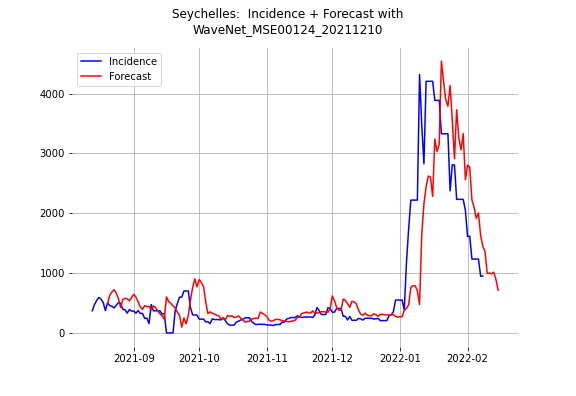 Seychelles:  Incidence + Forecast with
WaveNet_MSE00124_20211210
Incidence
Forecast
4000
3000
2000
1000
0
2021-09
2021-10
2021-11
2021-12
2022-01
2022-02